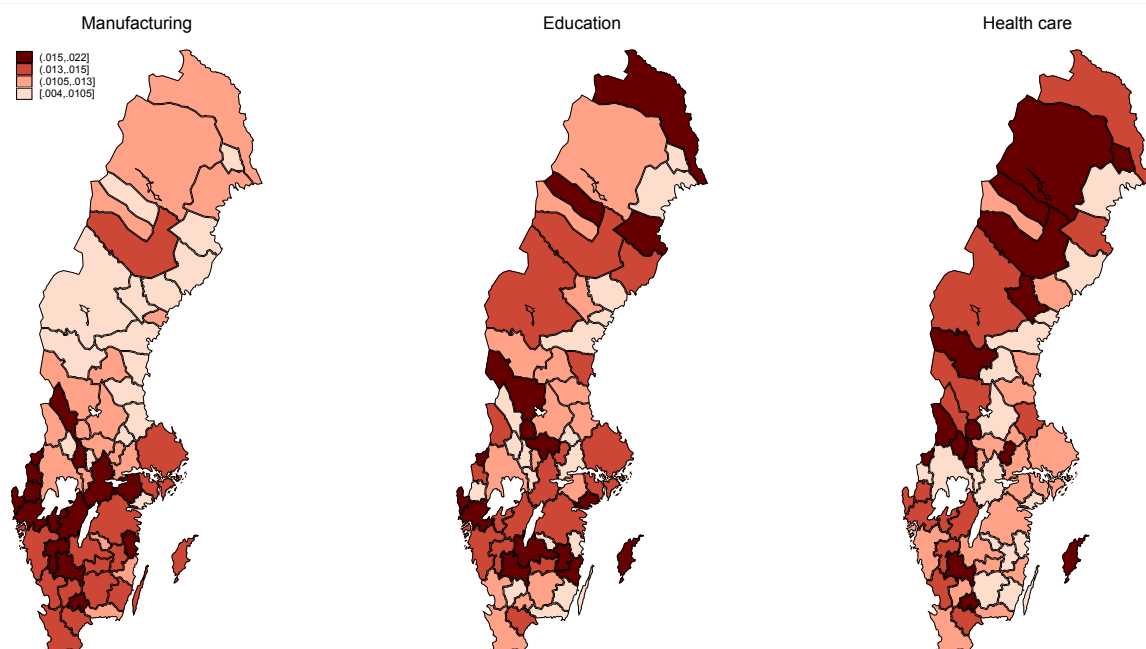 Manufacturing
Education
Health care
(.015,.022]
(.013,.015]
(.0105,.013]
[.004,.0105]